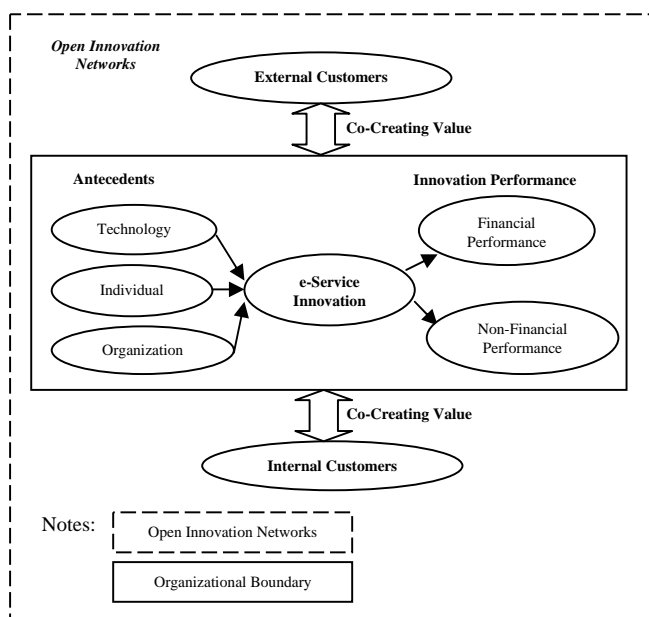 Open Innovation
Networks
External Customers
Co-Creating Value
Antecedents
Innovation Performance
Technology
Individual
Organization
e-Service
Innovation
Financial
Performance
Non-Financial
Performance
Co-Creating Value
Internal Customers
Notes:
Open Innovation Networks
Organizational Boundary